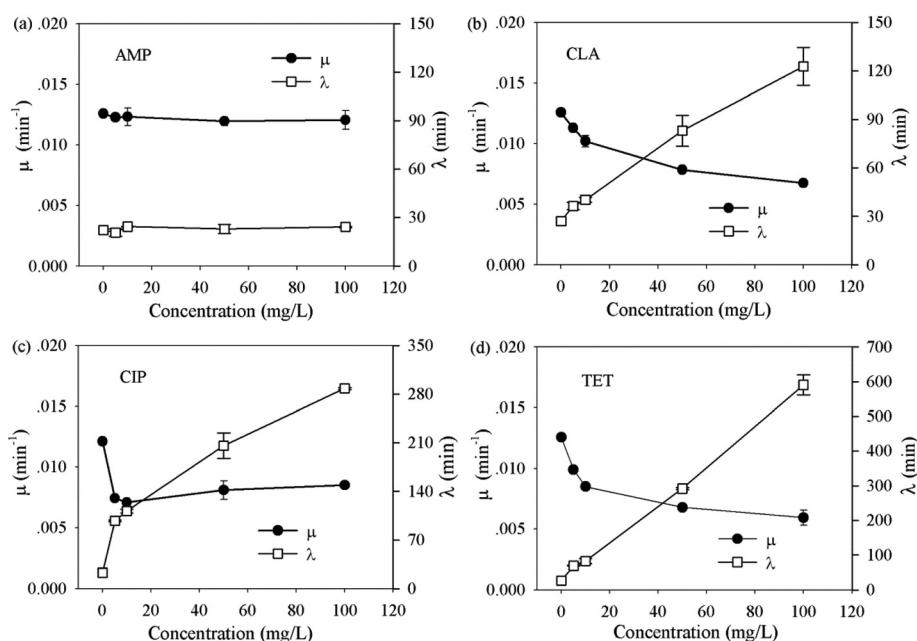 (a)
AMP
μ
λ
.020
.015
.010
.005
0.000
μ (min⁻¹)
150
120
90
60
30
0
λ (min)
0 20 40 60 80 100 120
Concentration (mg/L)
(b)
CLA
μ
λ
.020
.015
.010
.005
0.000
μ (min⁻¹)
150
120
90
60
30
0
λ (min)
0 20 40 60 80 100 120
Concentration (mg/L)
(c)
CIP
μ
λ
.020
.015
.010
.005
0.000
μ (min⁻¹)
350
280
210
140
70
0
λ (min)
0 20 40 60 80 100 120
Concentration (mg/L)
(d)
TET
μ
λ
.020
.015
.010
.005
0.000
μ (min⁻¹)
700
600
500
400
300
200
100
0
λ (min)
0 20 40 60 80 100 120
Concentration (mg/L)